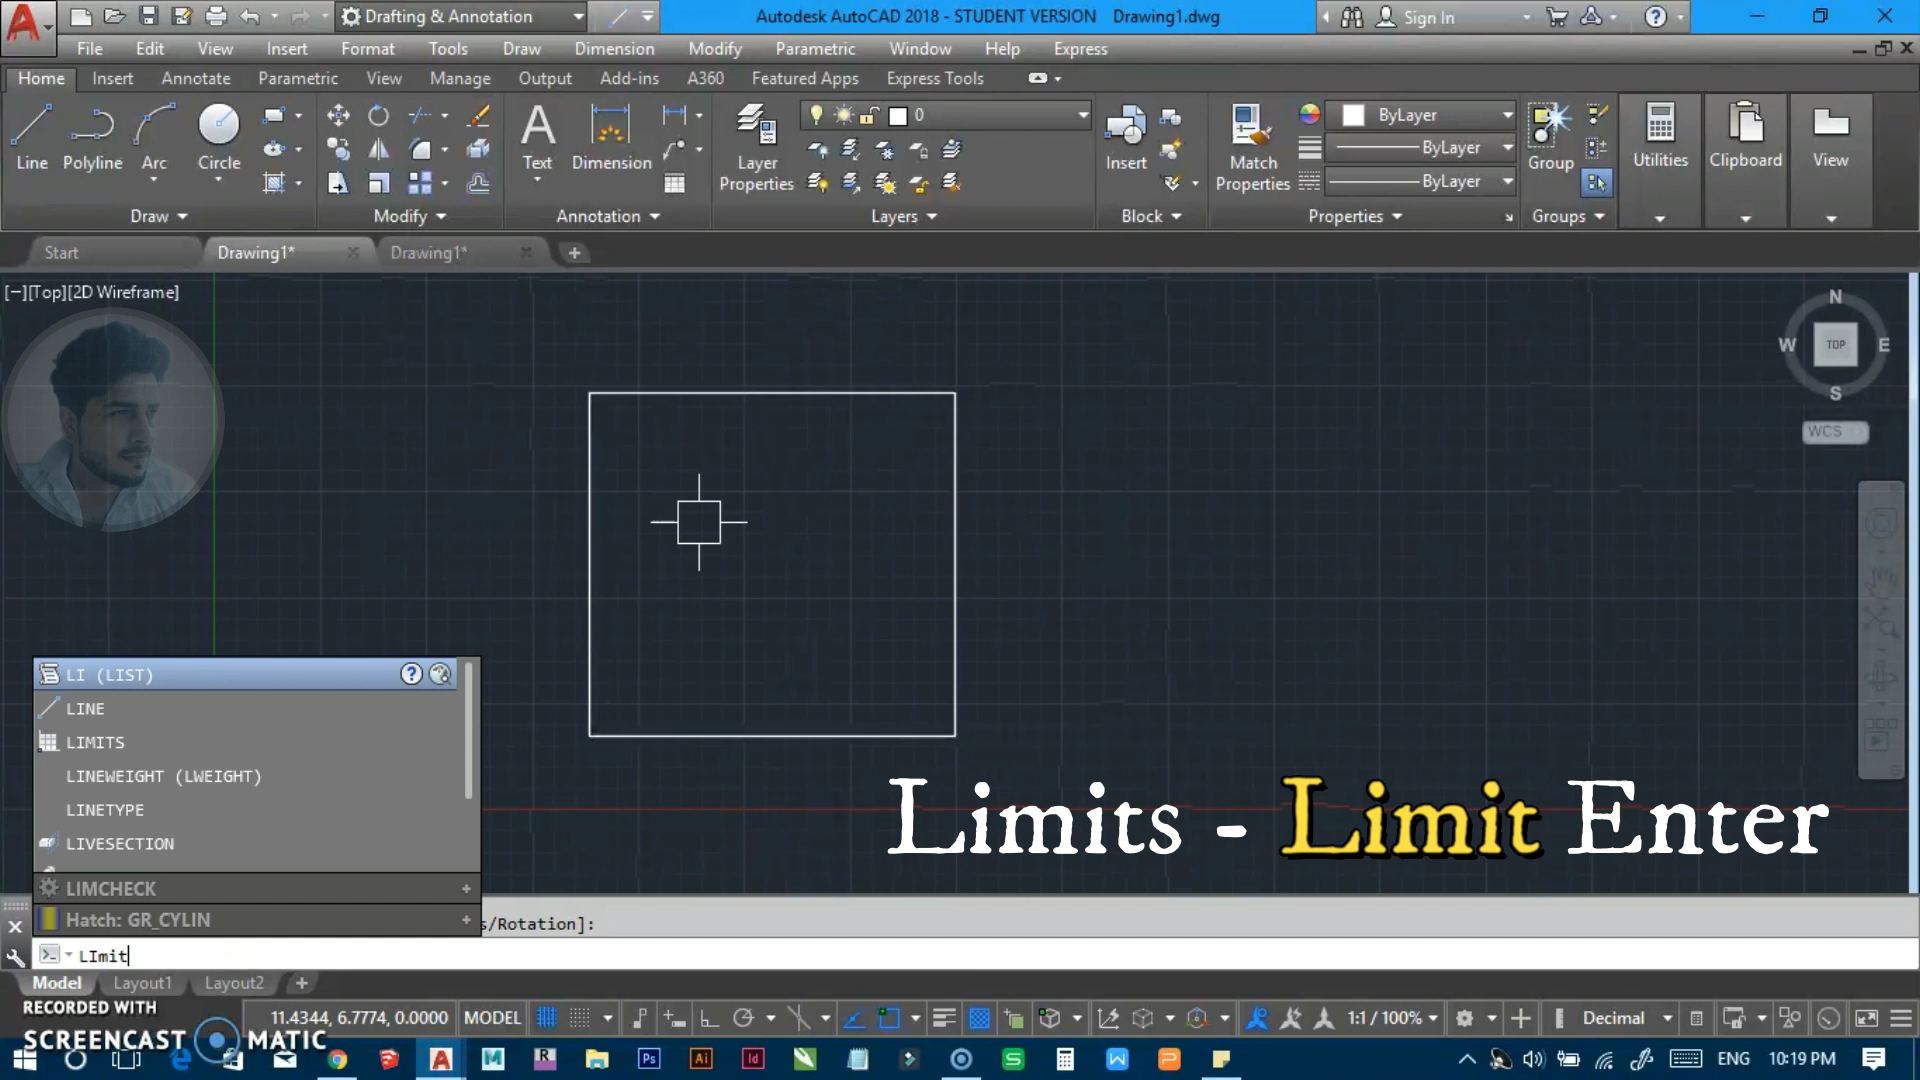 Drafting & Annotation
Autodesk AutoCAD 2018 - STUDENT VERSION Drawing1.dwg
Sign In
File Edit View Insert Format Tools Draw Dimension Modify Parametric Window Help Express
Home Insert Annotate Parametric View Manage Output Add-ins A360 Featured Apps Express Tools
0
ByLayer
ByLayer
ByLayer
Line Polyline Arc Circle
Text Dimension
Layer Properties
Insert
Match Properties
Group
Utilities Clipboard View
Draw Modify Annotation Layers Block Properties Groups
Start Drawing1* Drawing1*
[−][Top][2D Wireframe]
N
W TOP E
S
WCS
LI (LIST)
LINE
LIMITS
LINEWEIGHT (LWEIGHT)
LINETYPE
LIVESECTION
LIMCHECK
Hatch: GR_CYLIN
Limits - Limit Enter
s/Rotation]:
LImit
Model Layout1 Layout2
RECORDED WITH
SCREENCAST MATIC
11.4344, 6.7774, 0.0000 MODEL
1:1 / 100%
Decimal
ENG 10:19 PM